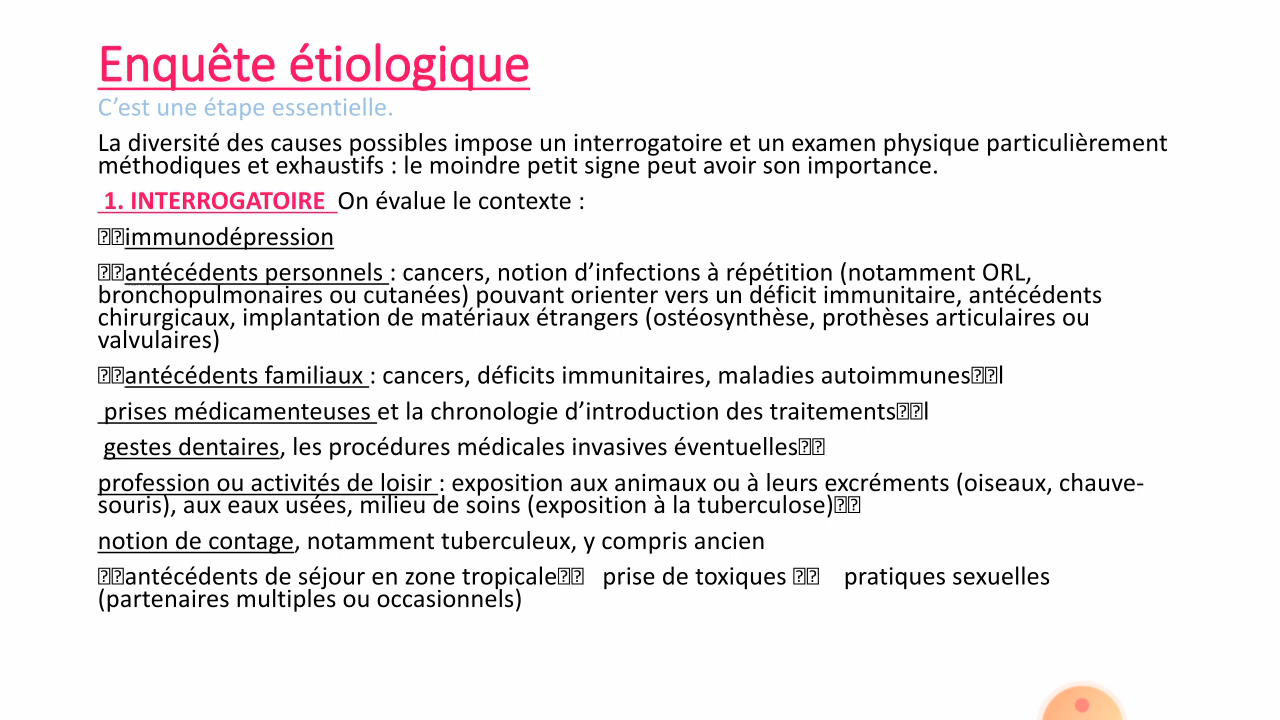 Enquête étiologique
C’est une étape essentielle.
La diversité des causes possibles impose un interrogatoire et un examen physique particulièrement
méthodiques et exhaustifs : le moindre petit signe peut avoir son importance.
1. INTERROGATOIRE On évalue le contexte :
immunodépression
antécédents personnels : cancers, notion d’infections à répétition (notamment ORL,
bronchopulmonaires ou cutanées) pouvant orienter vers un déficit immunitaire, antécédents
chirurgicaux, implantation de matériaux étrangers (ostéosynthèse, prothèses articulaires ou
valvulaires)
antécédents familiaux : cancers, déficits immunitaires, maladies autoimmunes l
prises médicamenteuses et la chronologie d’introduction des traitements l
gestes dentaires, les procédures médicales invasives éventuelles
profession ou activités de loisir : exposition aux animaux ou à leurs excréments (oiseaux, chauve-
souris), aux eaux usées, milieu de soins (exposition à la tuberculose)
notion de contage, notamment tuberculeux, y compris ancien
antécédents de séjour en zone tropicale prise de toxiques pratiques sexuelles
(partenaires multiples ou occasionnels)